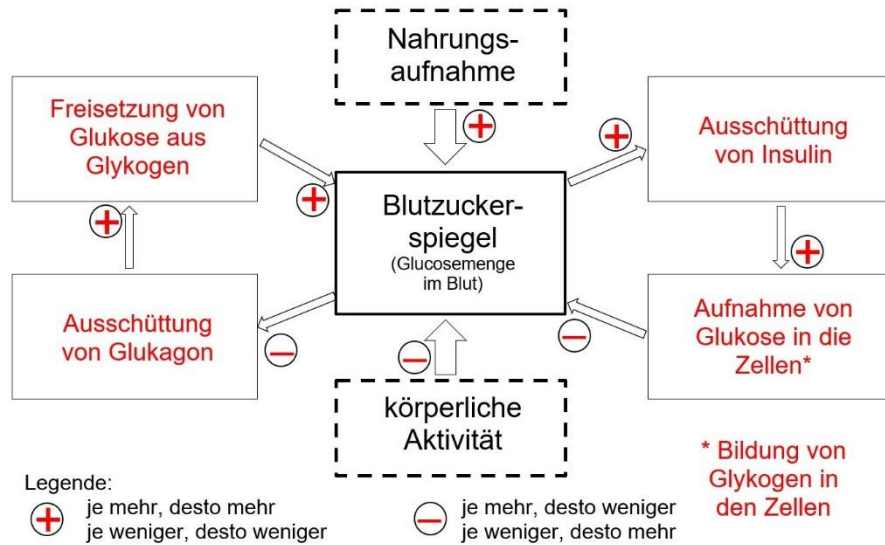 Nahrungs-
aufnahme
Freisetzung von
Glukose aus
Glykogen
+
+
Ausschüttung
von Insulin
+
+
Blutzucker-
spiegel
(Glucosemenge
im Blut)
+
Ausschüttung
von Glukagon
−
−
−
Aufnahme von
Glukose in die
Zellen*
körperliche
Aktivität
* Bildung von
Glykogen in
den Zellen
Legende:
+ je mehr, desto mehr
je weniger, desto weniger
− je mehr, desto weniger
je weniger, desto mehr